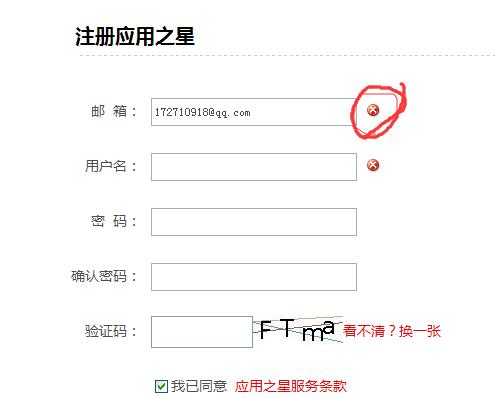 注册应用之星
邮 箱： 172710918@qq.com
用户名：
密 码：
确认密码：
验证码： FTma 看不清？换一张
我已同意 应用之星服务条款